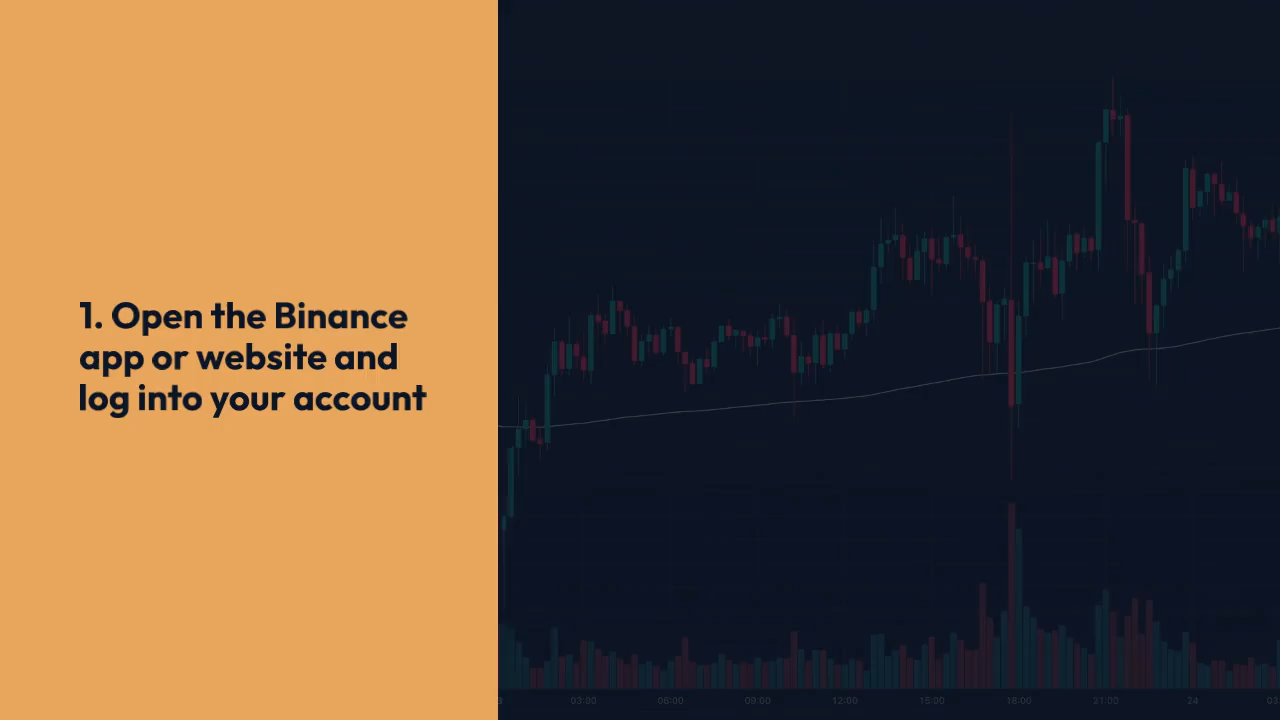 1. Open the Binance
app or website and
log into your account
3 03:00 06:00 09:00 12:00 15:00 18:00 21:00 24